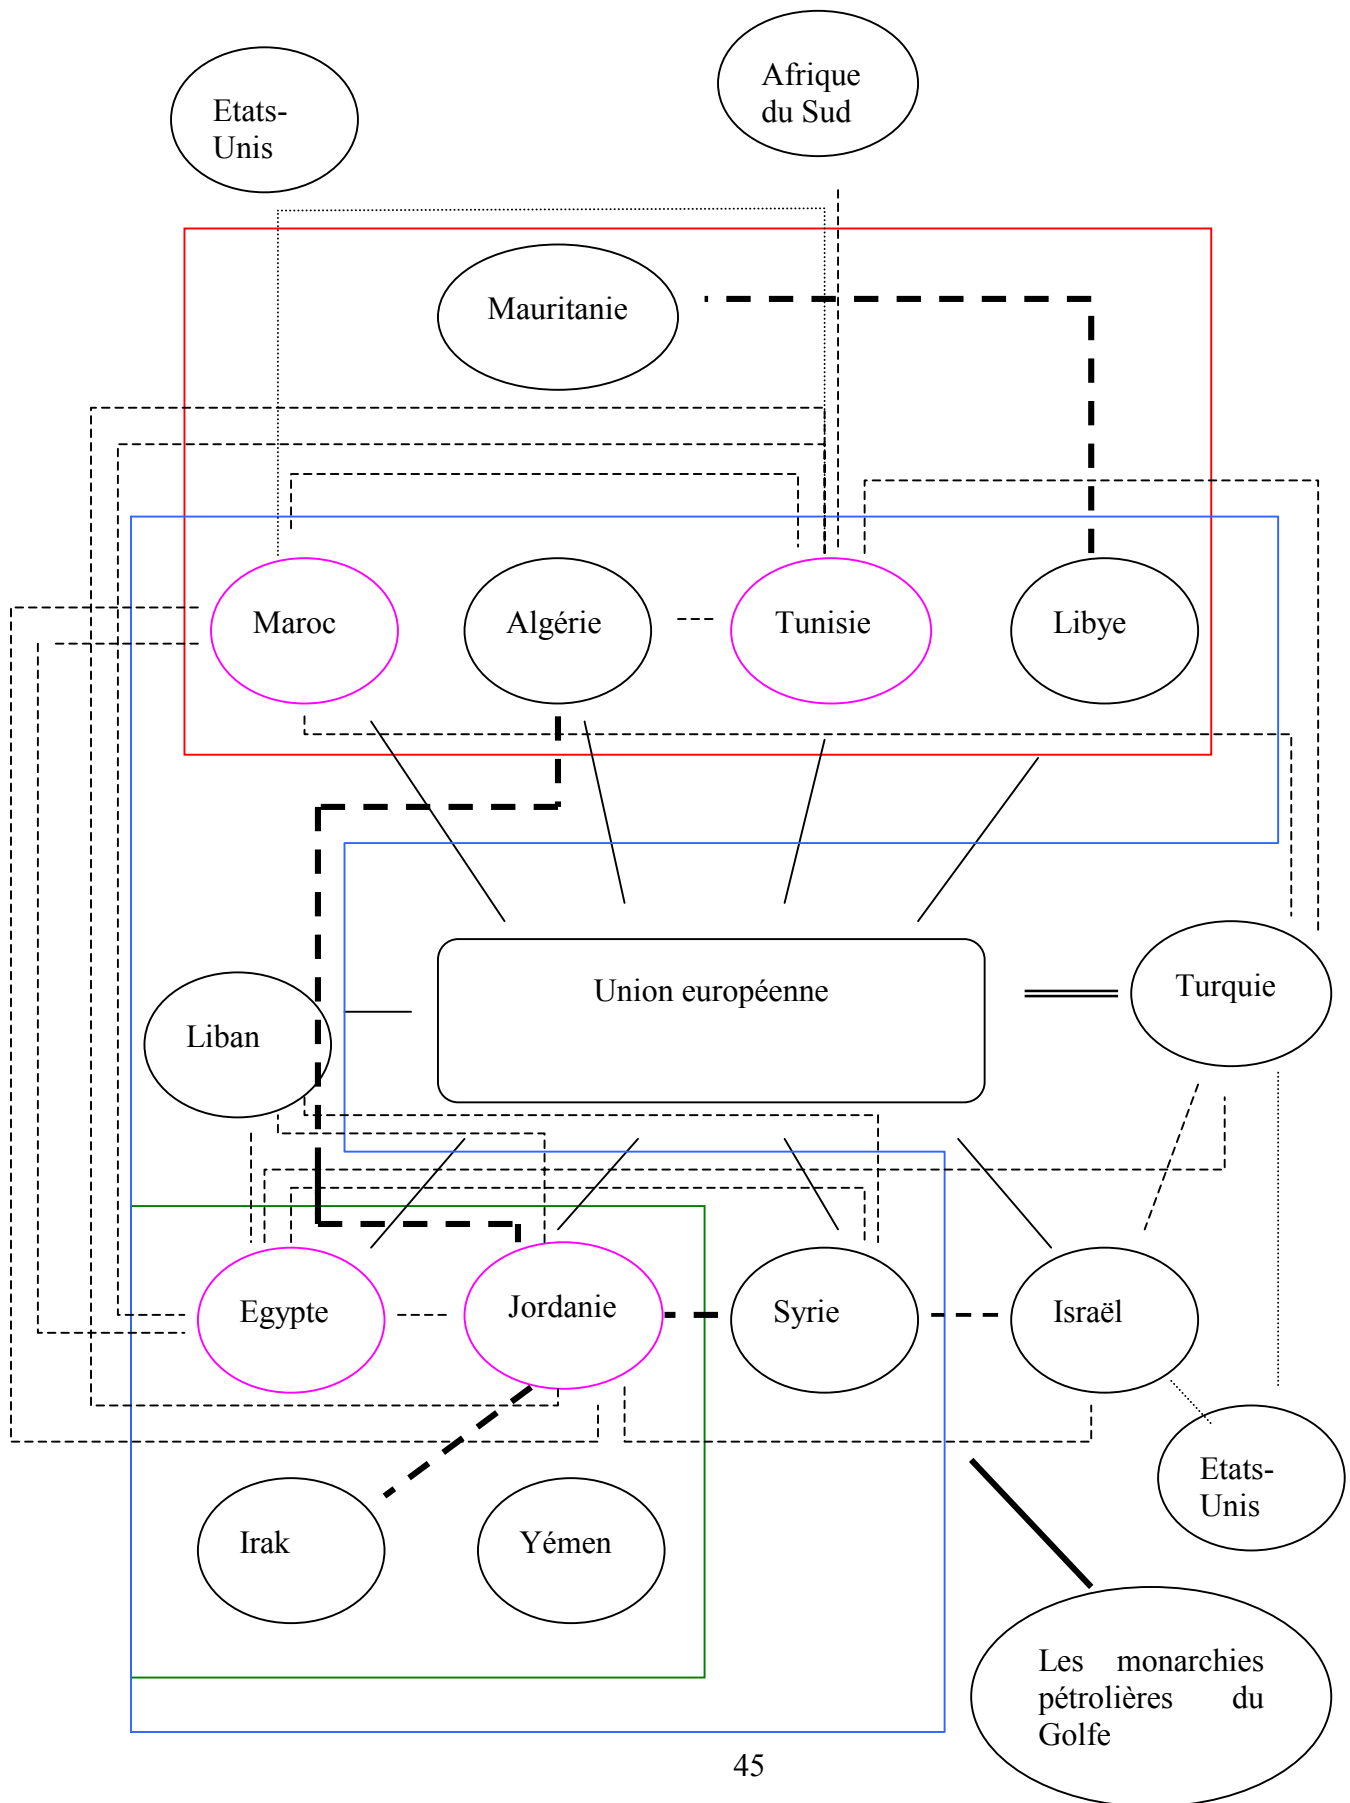 Etats-
Unis
Afrique
du Sud
Mauritanie
Maroc
Algérie
Tunisie
Libye
Union européenne
Turquie
Liban
Egypte
Jordanie
Syrie
Israël
Etats-
Unis
Irak
Yémen
Les monarchies
pétrolières du
Golfe
45